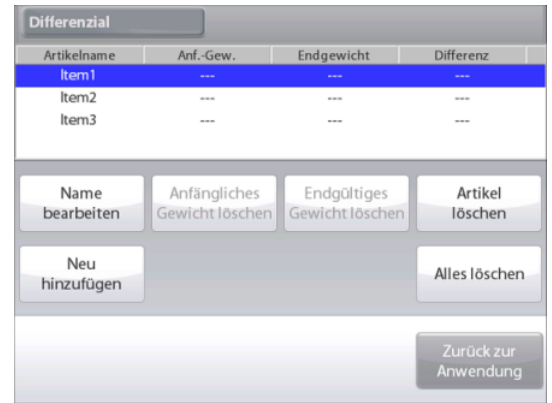 Differenzial
Artikelname Anf.-Gew. Endgewicht Differenz
Item1 --- --- ---
Item2 --- --- ---
Item3 --- --- ---
Name bearbeiten
Anfängliches Gewicht löschen
Endgültiges Gewicht löschen
Artikel löschen
Neu hinzufügen
Alles löschen
Zurück zur Anwendung